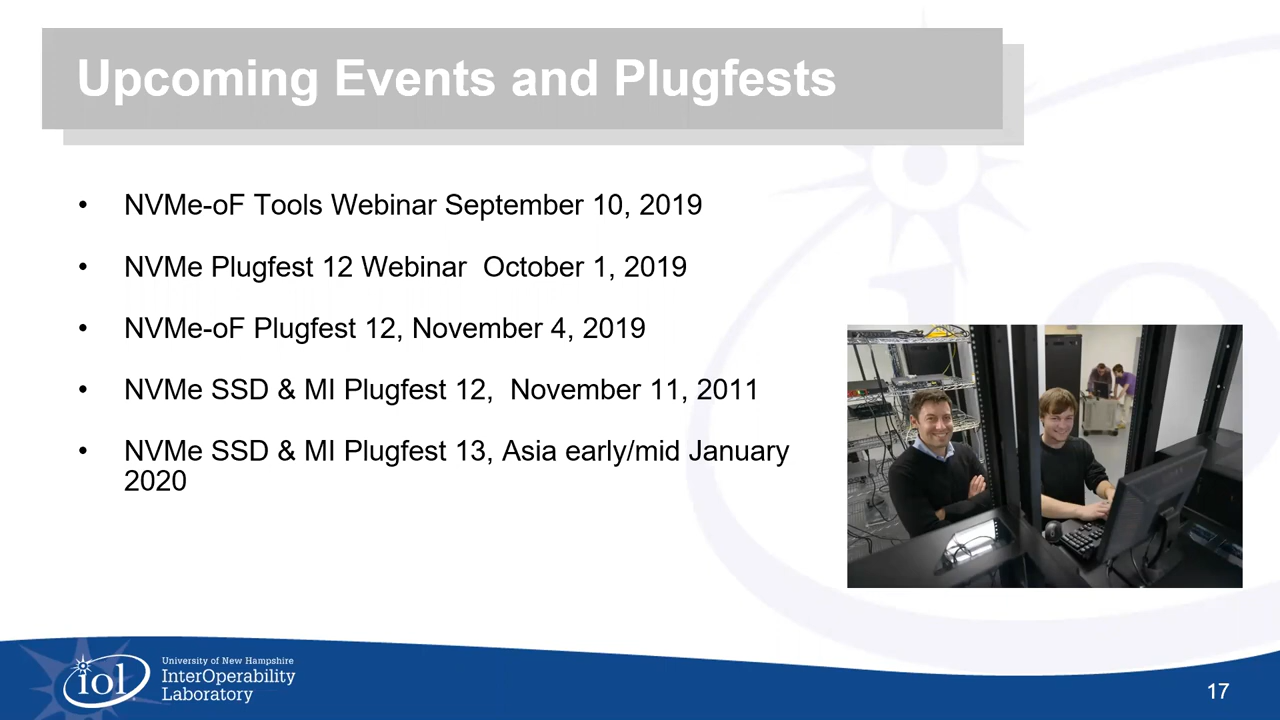 Upcoming Events and Plugfests
• NVMe-oF Tools Webinar September 10, 2019
• NVMe Plugfest 12 Webinar  October 1, 2019
• NVMe-oF Plugfest 12, November 4, 2019
• NVMe SSD & MI Plugfest 12,  November 11, 2011
• NVMe SSD & MI Plugfest 13, Asia early/mid January
2020
iol
University of New Hampshire
InterOperability
Laboratory
17